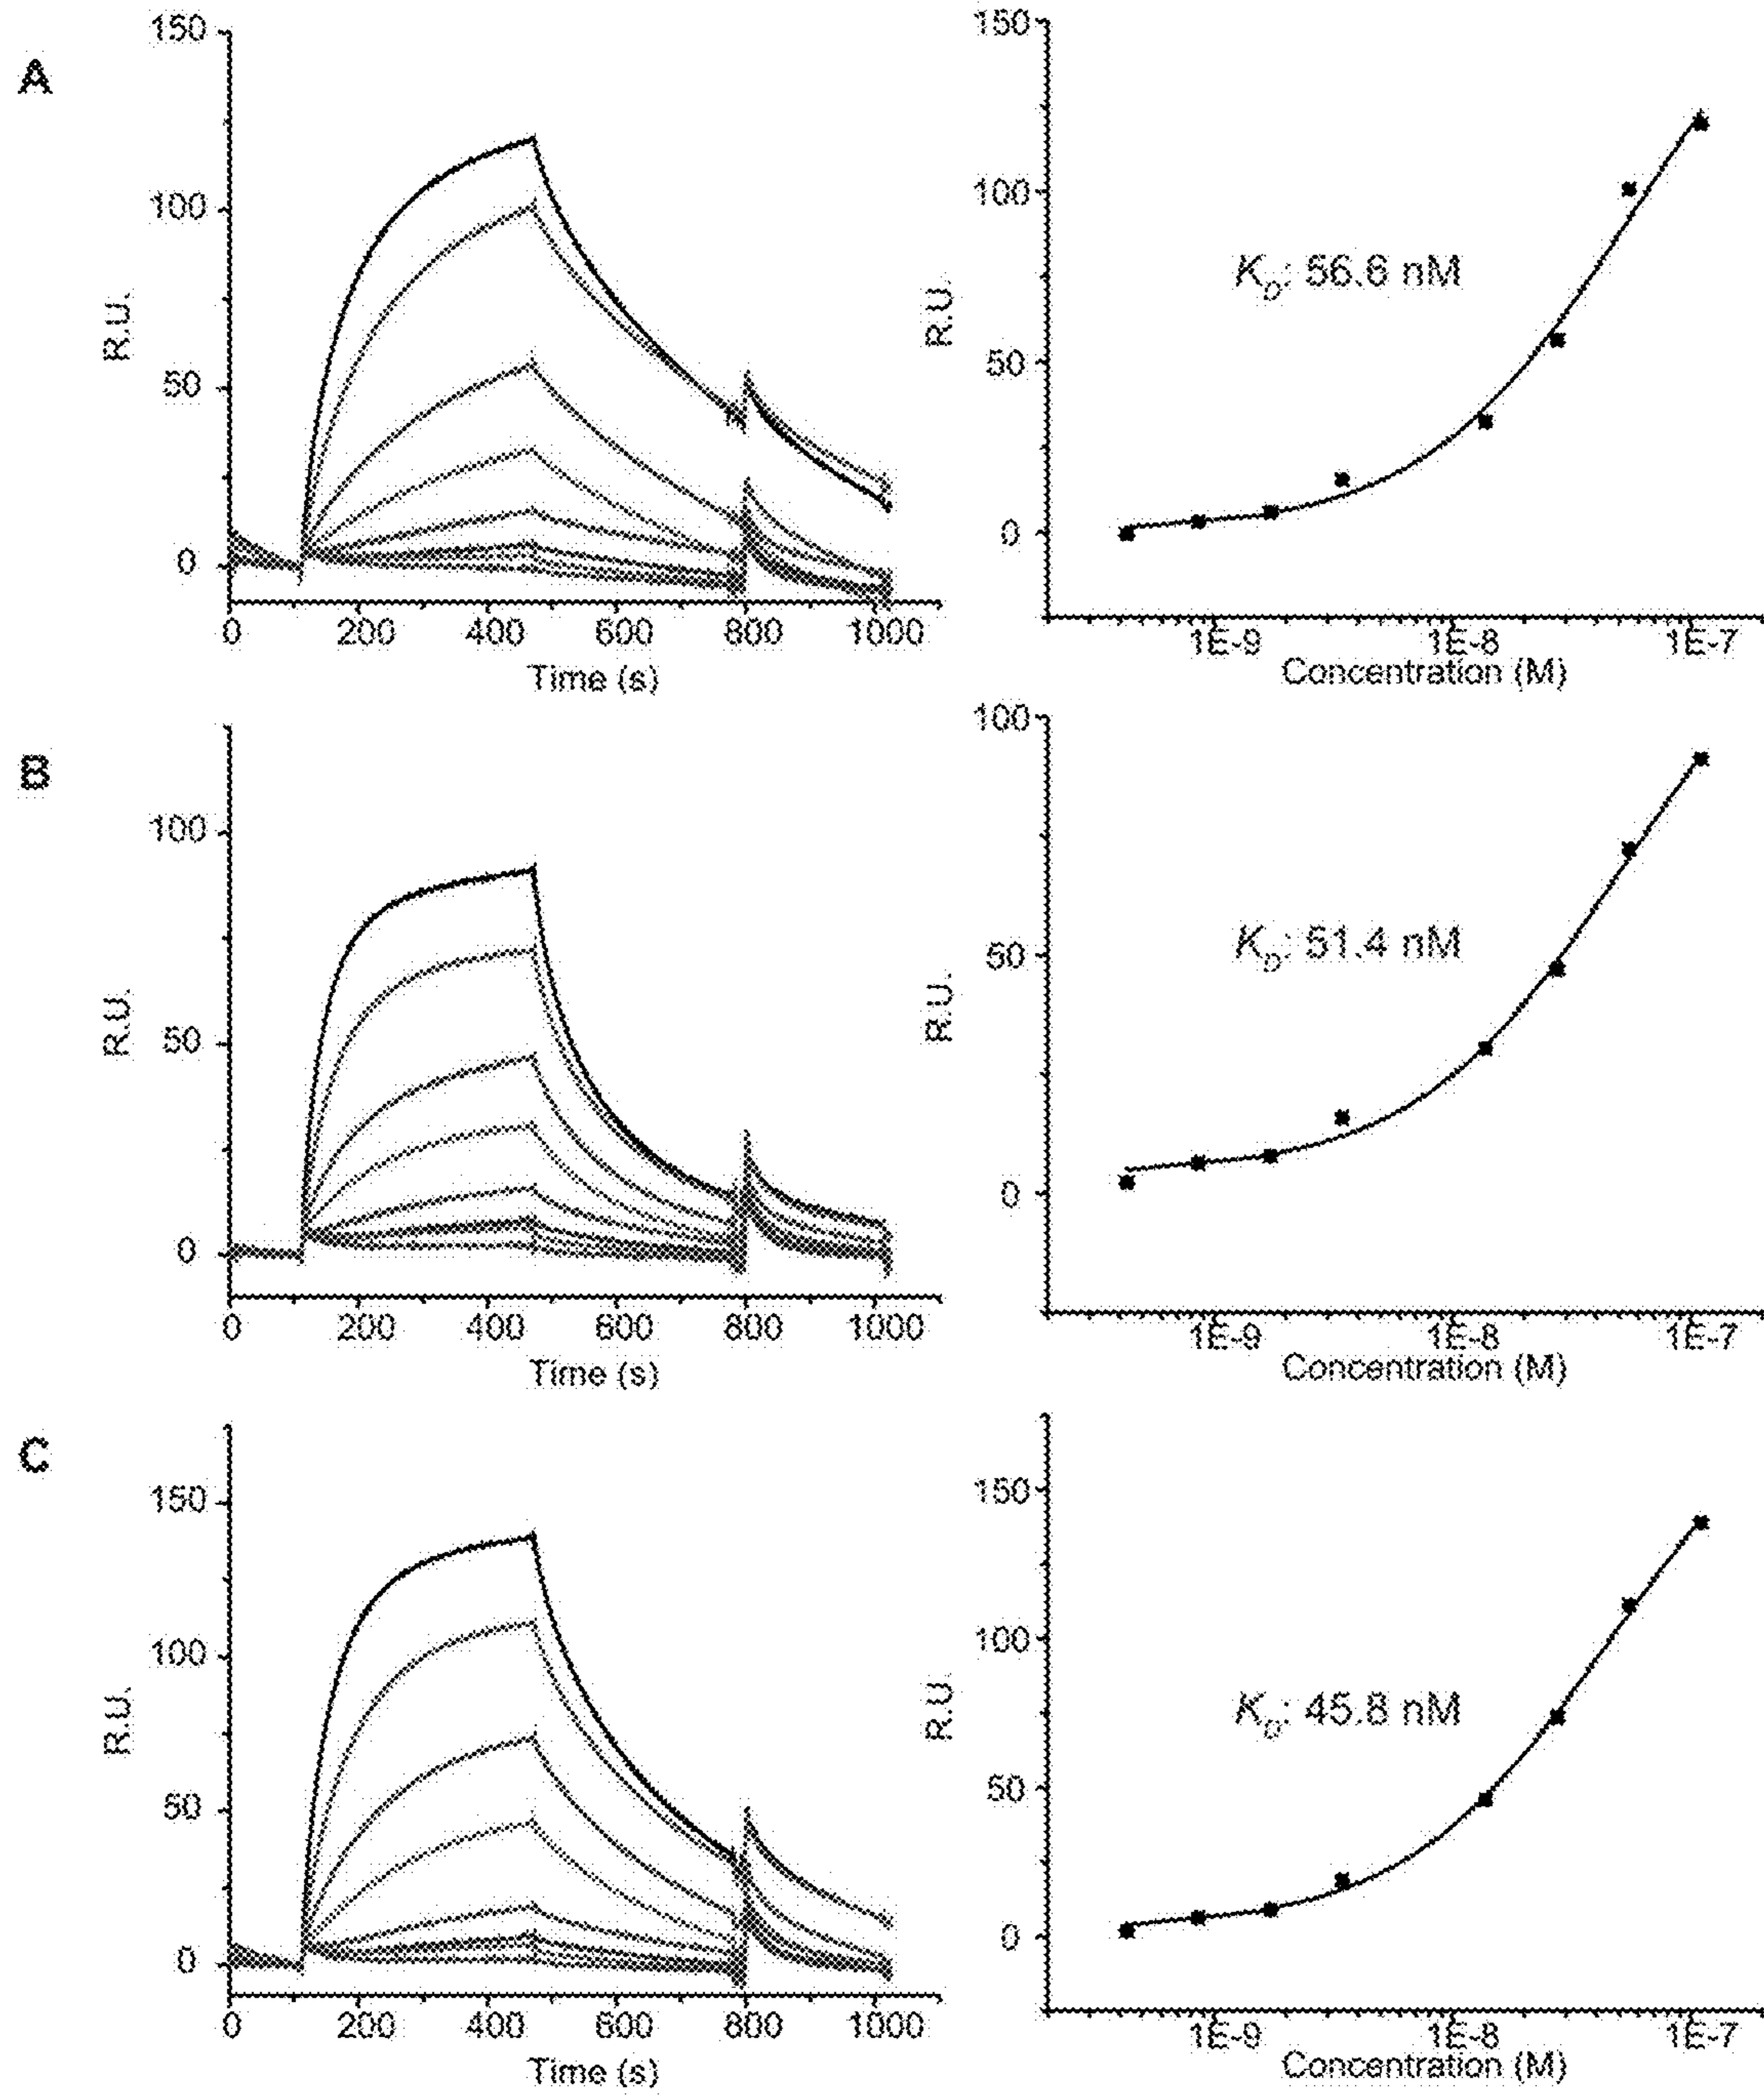 A
150
100
50
0
R.U.
0 200 400 600 800 1000
Time (s)
150
100
50
0
R.U.
K_D: 56.6 nM
1E-9 1E-8 1E-7
Concentration (M)
B
100
50
0
R.U.
0 200 400 600 800 1000
Time (s)
100
50
0
R.U.
K_D: 51.4 nM
1E-9 1E-8 1E-7
Concentration (M)
C
150
100
50
0
R.U.
0 200 400 600 800 1000
Time (s)
150
100
50
0
R.U.
K_D: 45.8 nM
1E-9 1E-8 1E-7
Concentration (M)